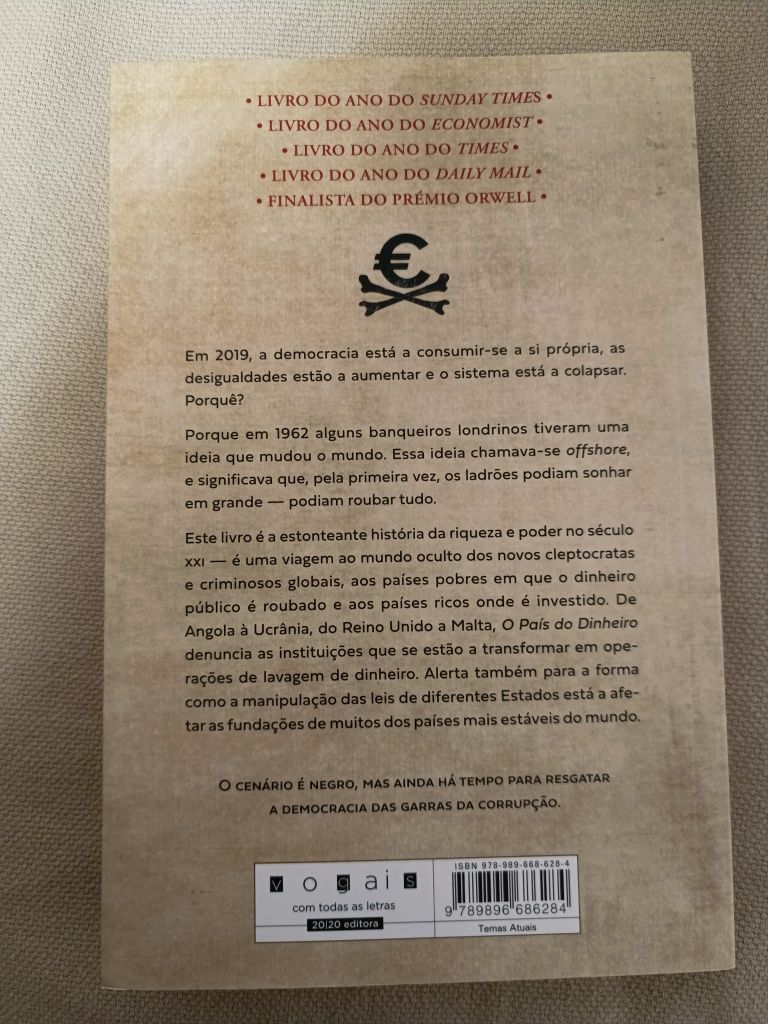 • LIVRO DO ANO DO SUNDAY TIMES •
• LIVRO DO ANO DO ECONOMIST •
• LIVRO DO ANO DO TIMES •
• LIVRO DO ANO DO DAILY MAIL •
• FINALISTA DO PRÉMIO ORWELL •
€
Em 2019, a democracia está a consumir-se a si própria, as
desigualdades estão a aumentar e o sistema está a colapsar.
Porquê?
Porque em 1962 alguns banqueiros londrinos tiveram uma
ideia que mudou o mundo. Essa ideia chamava-se offshore,
e significava que, pela primeira vez, os ladrões podiam sonhar
em grande — podiam roubar tudo.
Este livro é a estonteante história da riqueza e poder no século
XXI — é uma viagem ao mundo oculto dos novos cleptocratas
e criminosos globais, aos países pobres em que o dinheiro
público é roubado e aos países ricos onde é investido. De
Angola à Ucrânia, do Reino Unido a Malta, O País do Dinheiro
denuncia as instituições que se estão a transformar em ope-
rações de lavagem de dinheiro. Alerta também para a forma
como a manipulação das leis de diferentes Estados está a afe-
tar as fundações de muitos dos países mais estáveis do mundo.
O CENÁRIO É NEGRO, MAS AINDA HÁ TEMPO PARA RESGATAR
A DEMOCRACIA DAS GARRAS DA CORRUPÇÃO.
vogais
com todas as letras
20|20 editora
ISBN 978-989-668-628-4
9 789896 686284
Temas Atuais